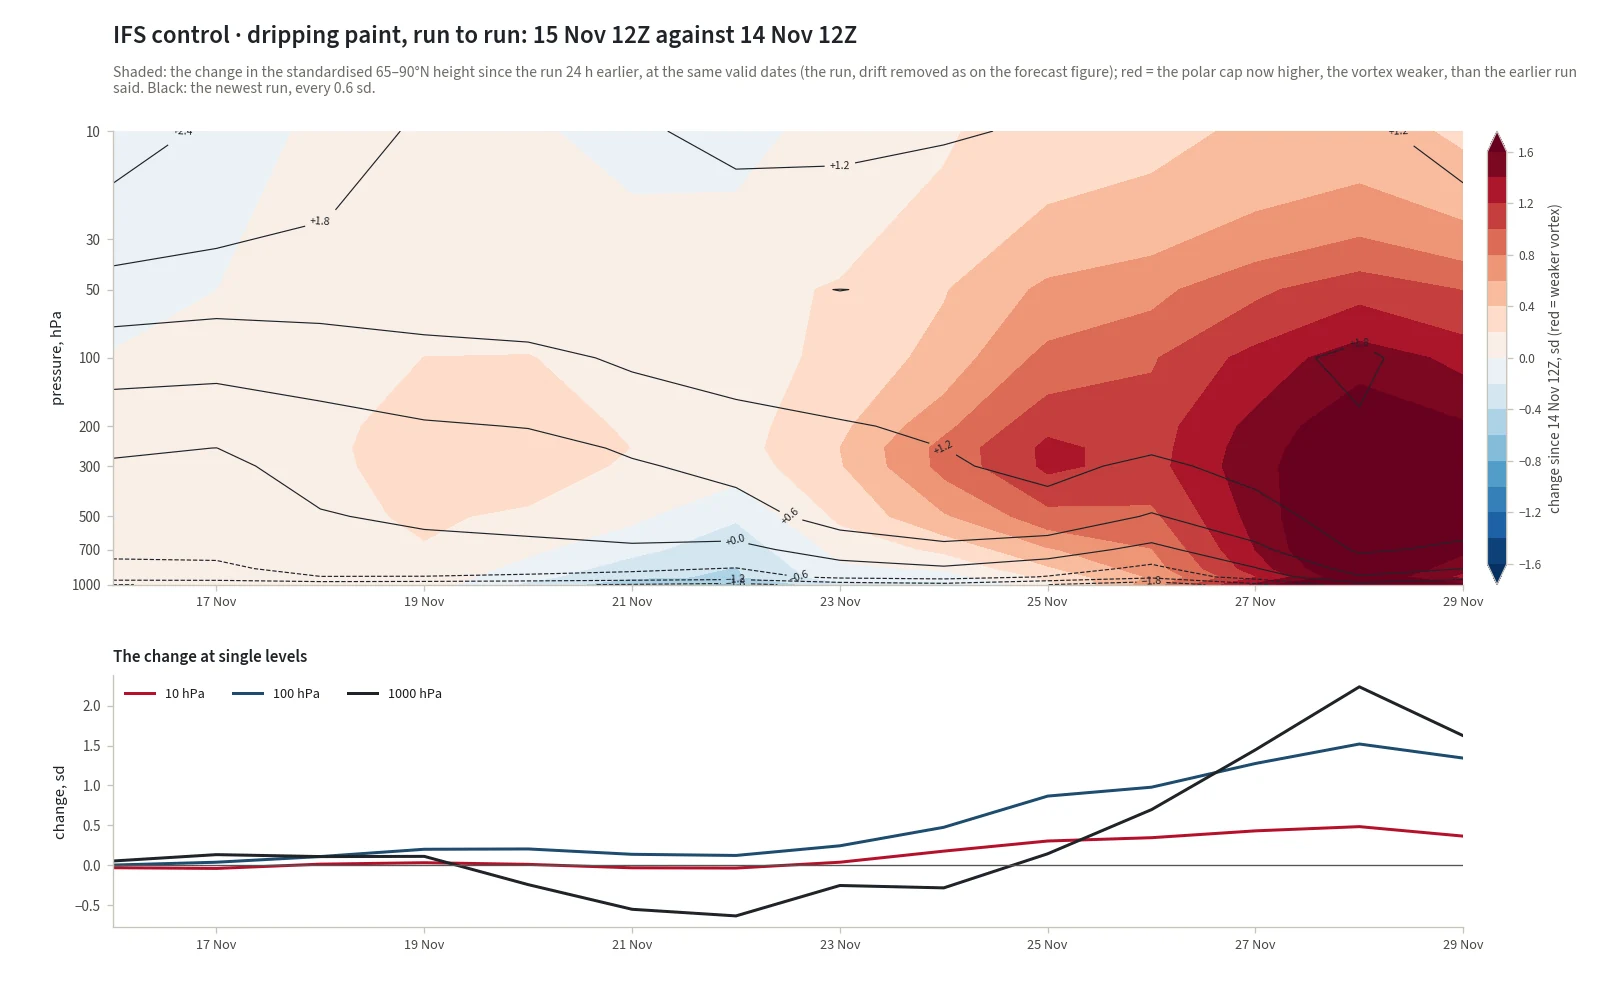 IFS control · dripping paint, run to run: 15 Nov 12Z against 14 Nov 12Z
Shaded: the change in the standardised 65–90°N height since the run 24 h earlier, at the same valid dates (the run, drift removed as on the forecast figure); red = the polar cap now higher, the vortex weaker, than the earlier run
said. Black: the newest run, every 0.6 sd.
pressure, hPa
10
30
50
100
200
300
500
700
1000
+1.8
+1.2
+1.2
+1.2
+0.6
+0.0
−0.6
−1.8
17 Nov
19 Nov
21 Nov
23 Nov
25 Nov
27 Nov
29 Nov
1.6
1.2
0.8
0.4
0.0
−0.4
−0.8
−1.2
−1.6
change since 14 Nov 12Z, sd (red = weaker vortex)
The change at single levels
10 hPa
100 hPa
1000 hPa
change, sd
2.0
1.5
1.0
0.5
0.0
−0.5
17 Nov
19 Nov
21 Nov
23 Nov
25 Nov
27 Nov
29 Nov